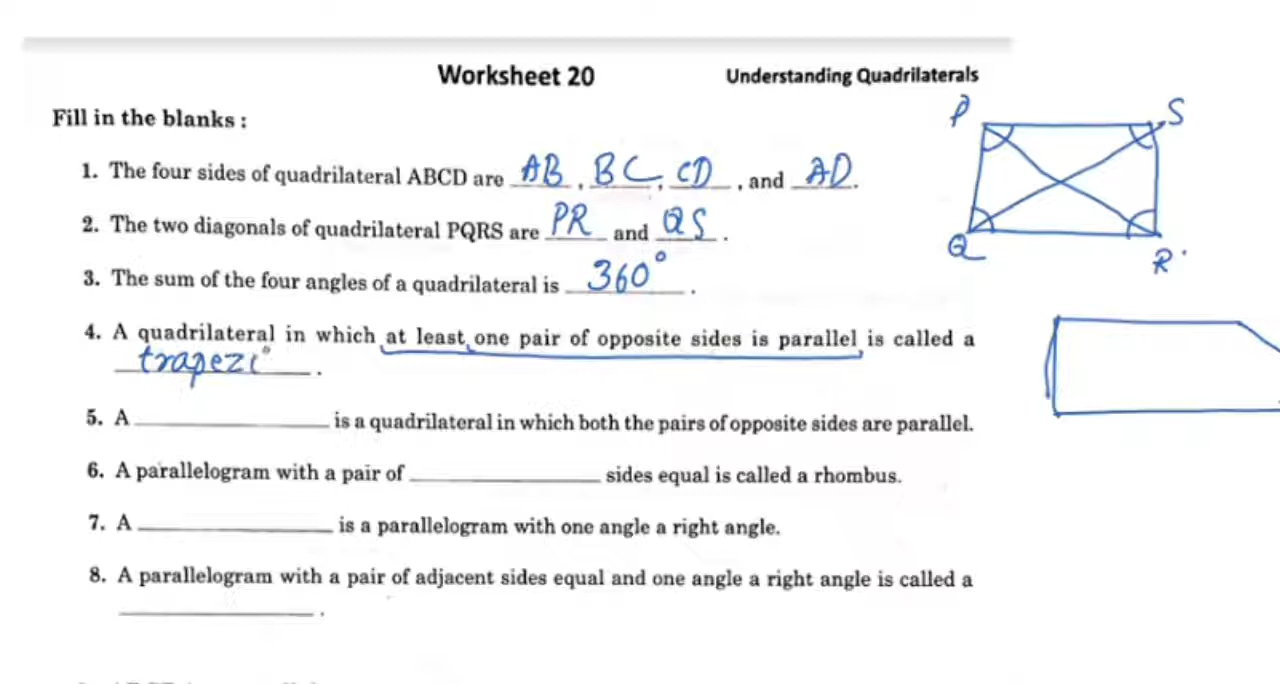 Worksheet 20
Understanding Quadrilaterals
Fill in the blanks :
1. The four sides of quadrilateral ABCD are AB, BC, CD, and AD.
2. The two diagonals of quadrilateral PQRS are PR and QS.
3. The sum of the four angles of a quadrilateral is 360°.
4. A quadrilateral in which at least one pair of opposite sides is parallel is called a
trapezi .
5. A ____________ is a quadrilateral in which both the pairs of opposite sides are parallel.
6. A parallelogram with a pair of ____________ sides equal is called a rhombus.
7. A ____________ is a parallelogram with one angle a right angle.
8. A parallelogram with a pair of adjacent sides equal and one angle a right angle is called a
____________ .
P S
Q R